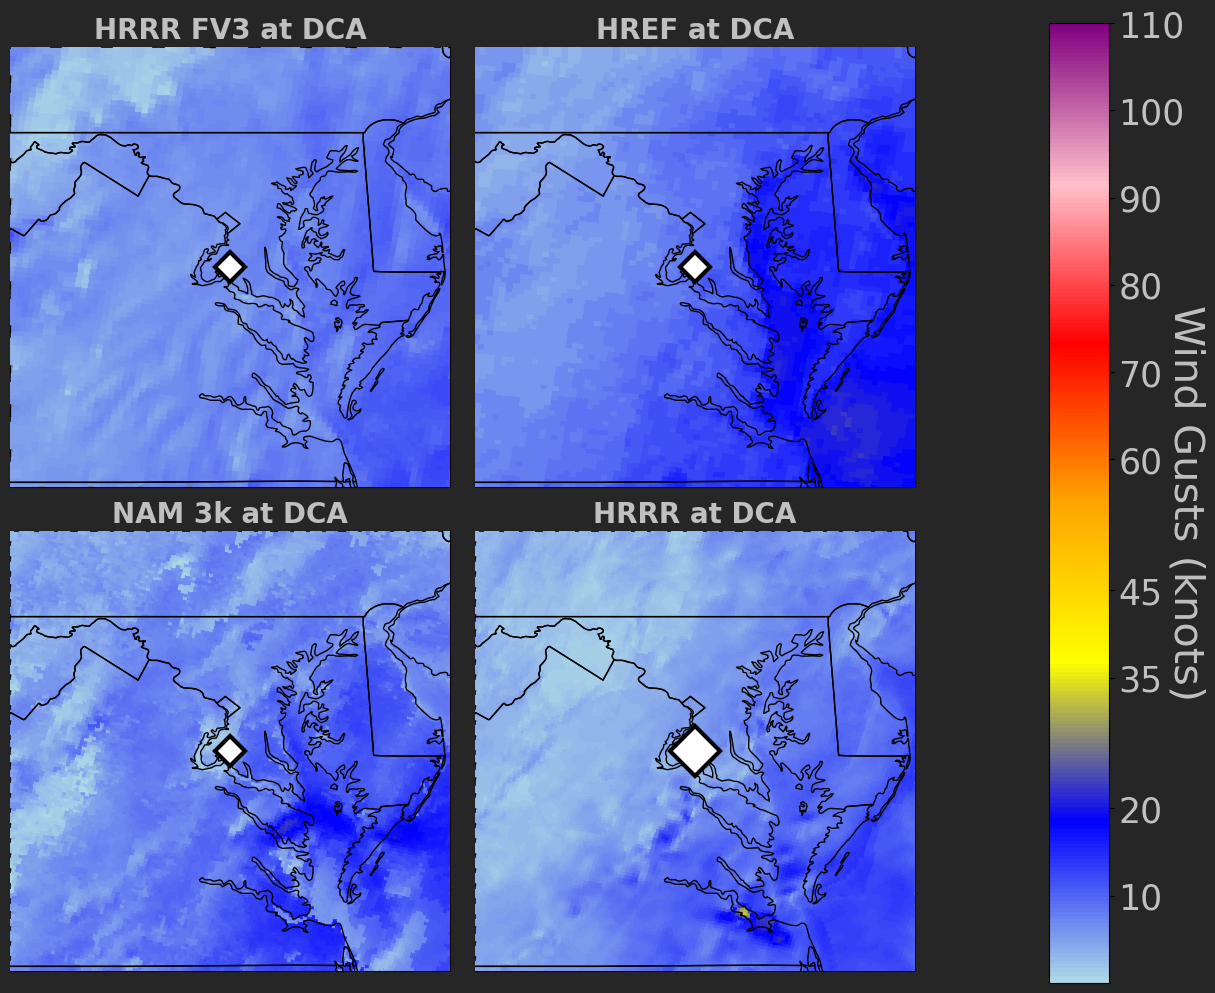 HRRR FV3 at DCA
HREF at DCA
NAM 3k at DCA
HRRR at DCA
110
100
90
80
70
60
45
35
20
10
Wind Gusts (knots)